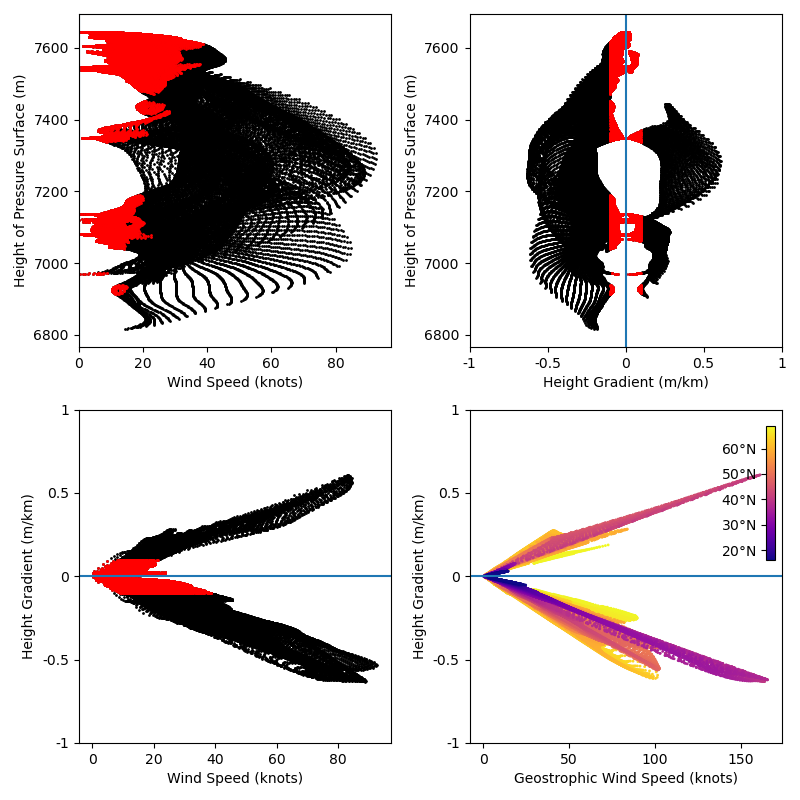 7600
7400
7200
7000
6800
Height of Pressure Surface (m)
0 20 40 60 80
Wind Speed (knots)
7600
7400
7200
7000
6800
Height of Pressure Surface (m)
-1 -0.5 0 0.5 1
Height Gradient (m/km)
1
0.5
0
-0.5
-1
Height Gradient (m/km)
0 20 40 60 80
Wind Speed (knots)
1
0.5
0
-0.5
-1
Height Gradient (m/km)
60°N
50°N
40°N
30°N
20°N
0 50 100 150
Geostrophic Wind Speed (knots)